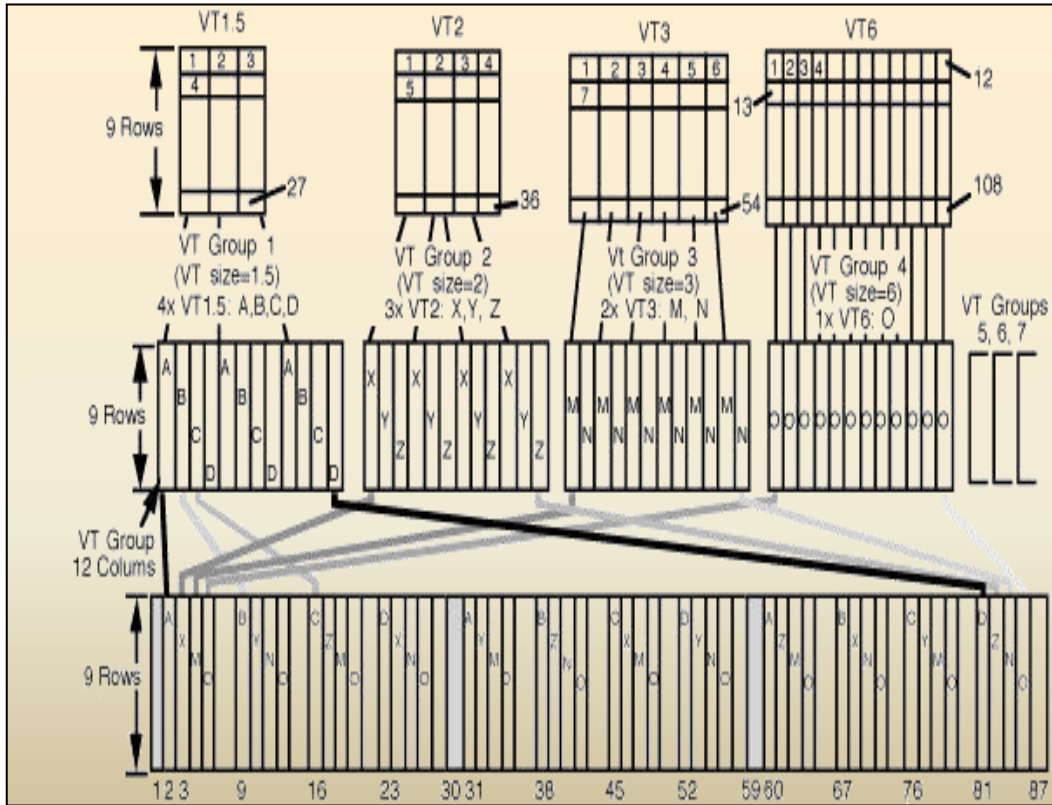 VT1.5 VT2 VT3 VT6
1 2 3 1 2 3 4 1 2 3 4 5 6 1 2 3 4 12
4 5 7 13
9 Rows
27 36 54 108
VT Group 1 VT Group 2 Vt Group 3 VT Group 4
(VT size=1.5) (VT size=2) (VT size=3) (VT size=6)
4x VT1.5: A,B,C,D 3x VT2: X,Y, Z 2x VT3: M, N 1x VT6: O
VT Groups
5, 6, 7
9 Rows
A B C D A B C D A B C D
X Y Z X Y Z X Y Z X Y Z
M N M N M N M N M N M N
O O O O O O O O O O O O
VT Group
12 Colums
9 Rows
A X M O B Y N O C Z M O D X N O A Y M O B Z N O C X M O D Y N O A Z M O B X N O C Y M O D Z N O
1 2 3 9 16 23 30 31 38 45 52 59 60 67 76 81 87